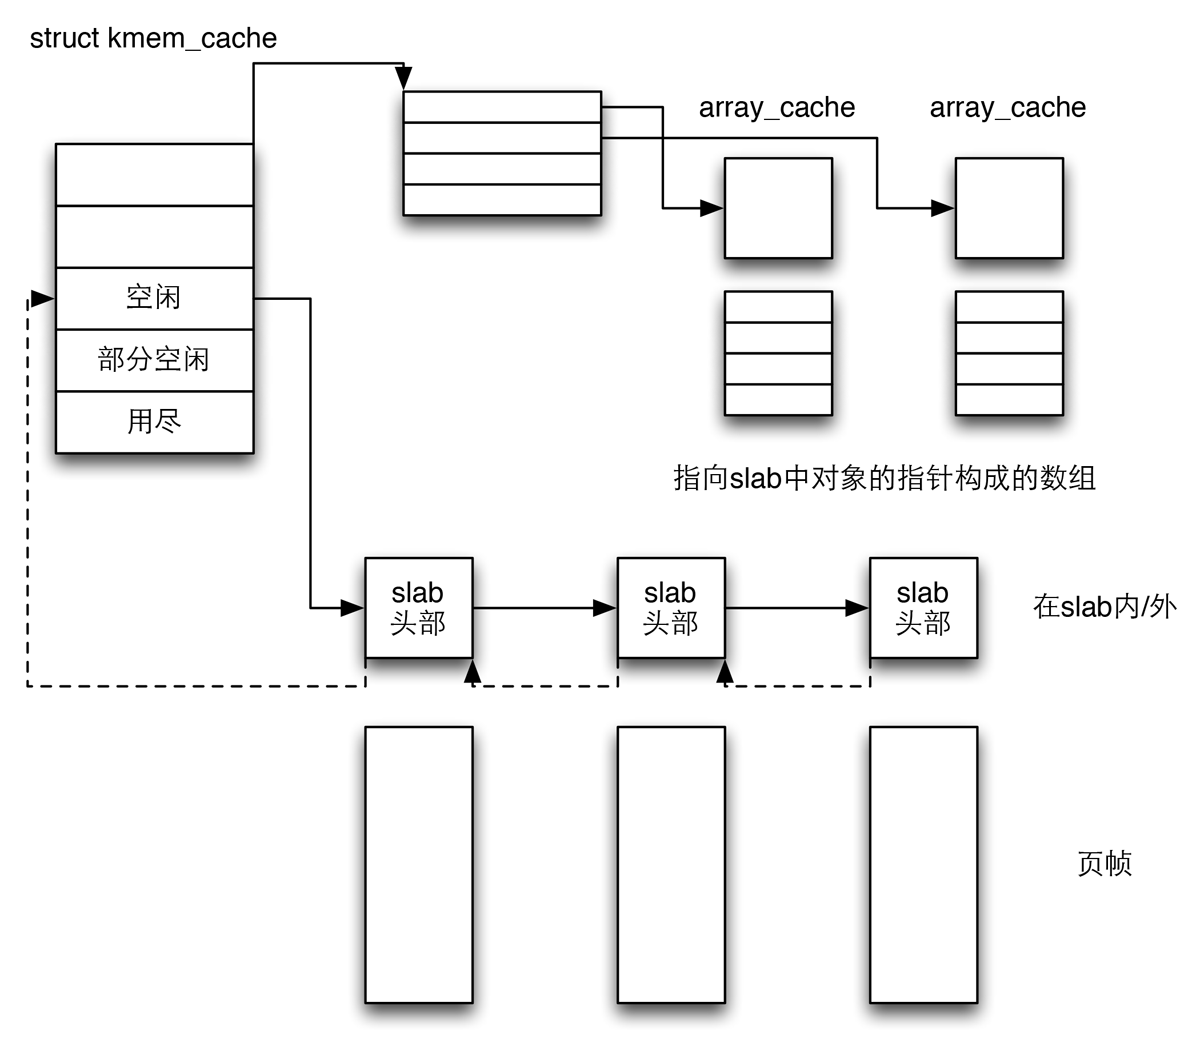 struct kmem_cache
array_cache
array_cache
空闲
部分空闲
用尽
指向slab中对象的指针构成的数组
slab
头部
slab
头部
slab
头部
在slab内/外
页帧